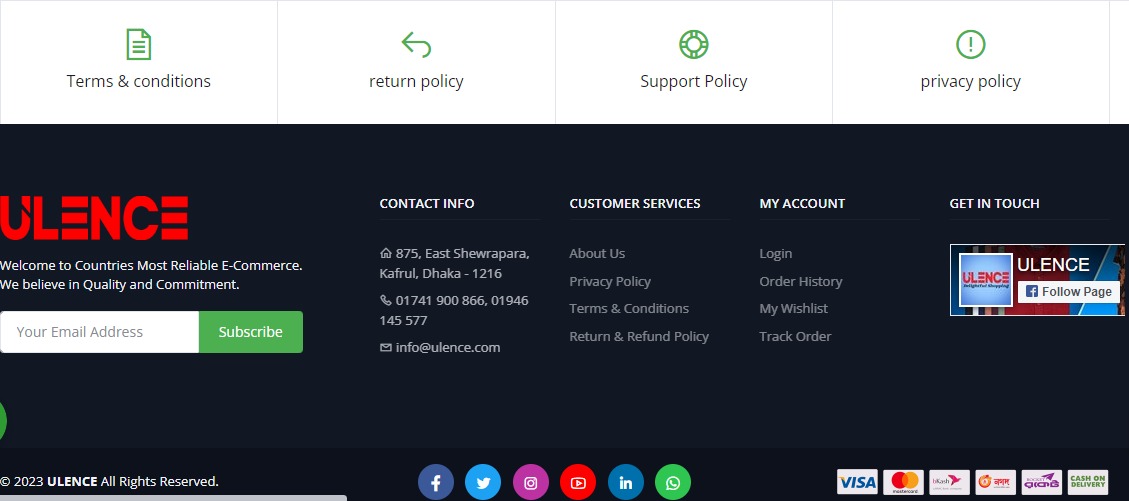 Terms & conditions
return policy
Support Policy
privacy policy
ULENCE
Welcome to Countries Most Reliable E-Commerce.
We believe in Quality and Commitment.
Your Email Address
Subscribe
CONTACT INFO
875, East Shewrapara,
Kafrul, Dhaka - 1216
01741 900 866, 01946
145 577
info@ulence.com
CUSTOMER SERVICES
About Us
Privacy Policy
Terms & Conditions
Return & Refund Policy
MY ACCOUNT
Login
Order History
My Wishlist
Track Order
GET IN TOUCH
ULENCE
Delightful Shopping
ULENCE
Follow Page
© 2023 ULENCE All Rights Reserved.
VISA
mastercard
bKash
নগদ
ROCKET
CASH ON
DELIVERY